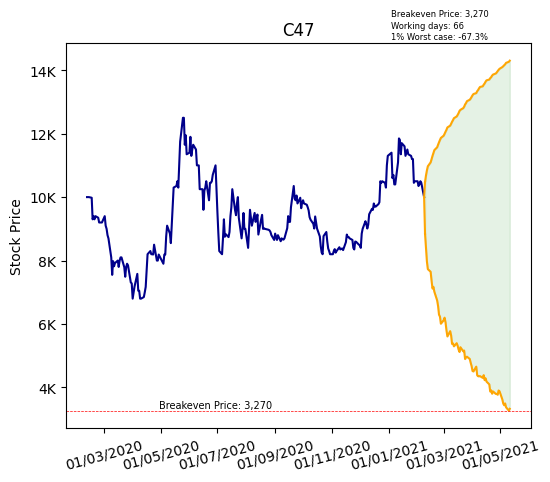 Breakeven Price: 3,270
Working days: 66
1% Worst case: -67.3%
C47
Stock Price
14K
12K
10K
8K
6K
4K
Breakeven Price: 3,270
01/03/2020 01/05/2020 01/07/2020 01/09/2020 01/11/2020 01/01/2021 01/03/2021 01/05/2021